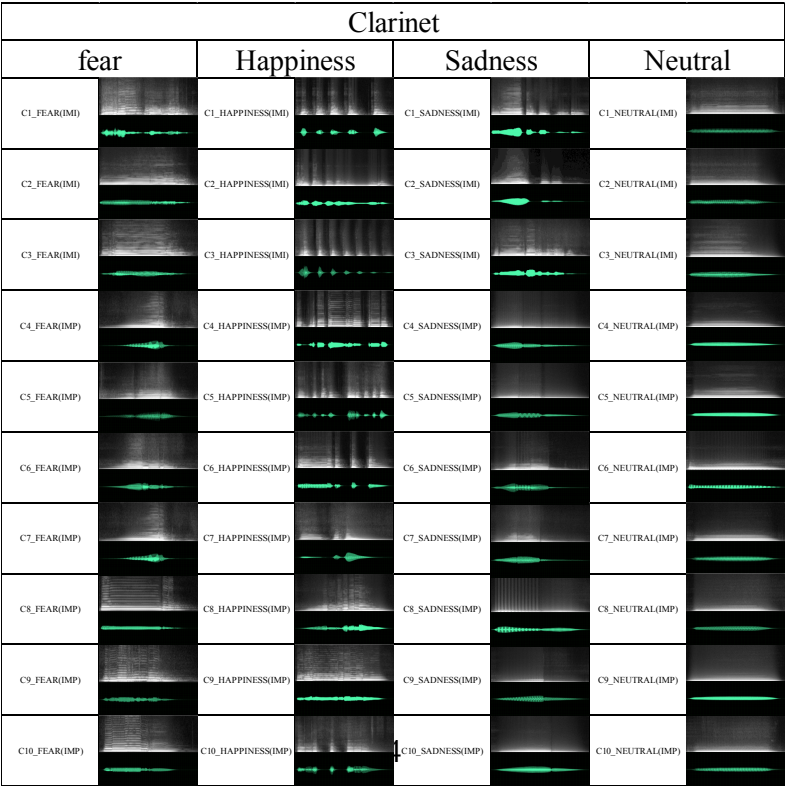 Clarinet
fear Happiness Sadness Neutral
C1_FEAR(IMI) C1_HAPPINESS(IMI) C1_SADNESS(IMI) C1_NEUTRAL(IMI)
C2_FEAR(IMI) C2_HAPPINESS(IMI) C2_SADNESS(IMI) C2_NEUTRAL(IMI)
C3_FEAR(IMI) C3_HAPPINESS(IMI) C3_SADNESS(IMI) C3_NEUTRAL(IMI)
C4_FEAR(IMP) C4_HAPPINESS(IMP) C4_SADNESS(IMP) C4_NEUTRAL(IMP)
C5_FEAR(IMP) C5_HAPPINESS(IMP) C5_SADNESS(IMP) C5_NEUTRAL(IMP)
C6_FEAR(IMP) C6_HAPPINESS(IMP) C6_SADNESS(IMP) C6_NEUTRAL(IMP)
C7_FEAR(IMP) C7_HAPPINESS(IMP) C7_SADNESS(IMP) C7_NEUTRAL(IMP)
C8_FEAR(IMP) C8_HAPPINESS(IMP) C8_SADNESS(IMP) C8_NEUTRAL(IMP)
C9_FEAR(IMP) C9_HAPPINESS(IMP) C9_SADNESS(IMP) C9_NEUTRAL(IMP)
C10_FEAR(IMP) C10_HAPPINESS(IMP) C10_SADNESS(IMP) C10_NEUTRAL(IMP)